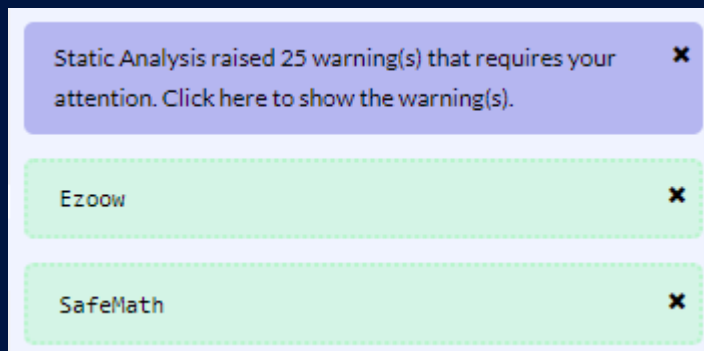 Static Analysis raised 25 warning(s) that requires your
attention. Click here to show the warning(s).
Ezoow
SafeMath